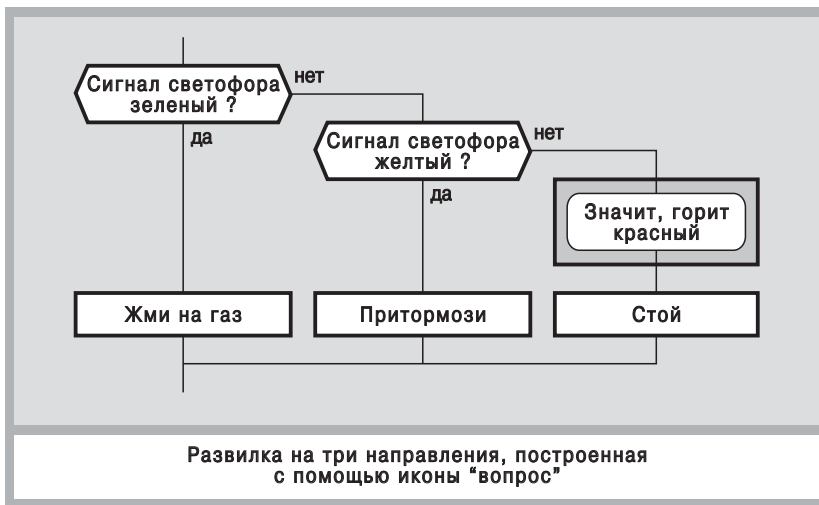 Сигнал светофора
зеленый ?
нет
да
Сигнал светофора
желтый ?
нет
да
Значит, горит
красный
Жми на газ
Притормози
Стой
Развилка на три направления, построенная
с помощью иконы “вопрос”